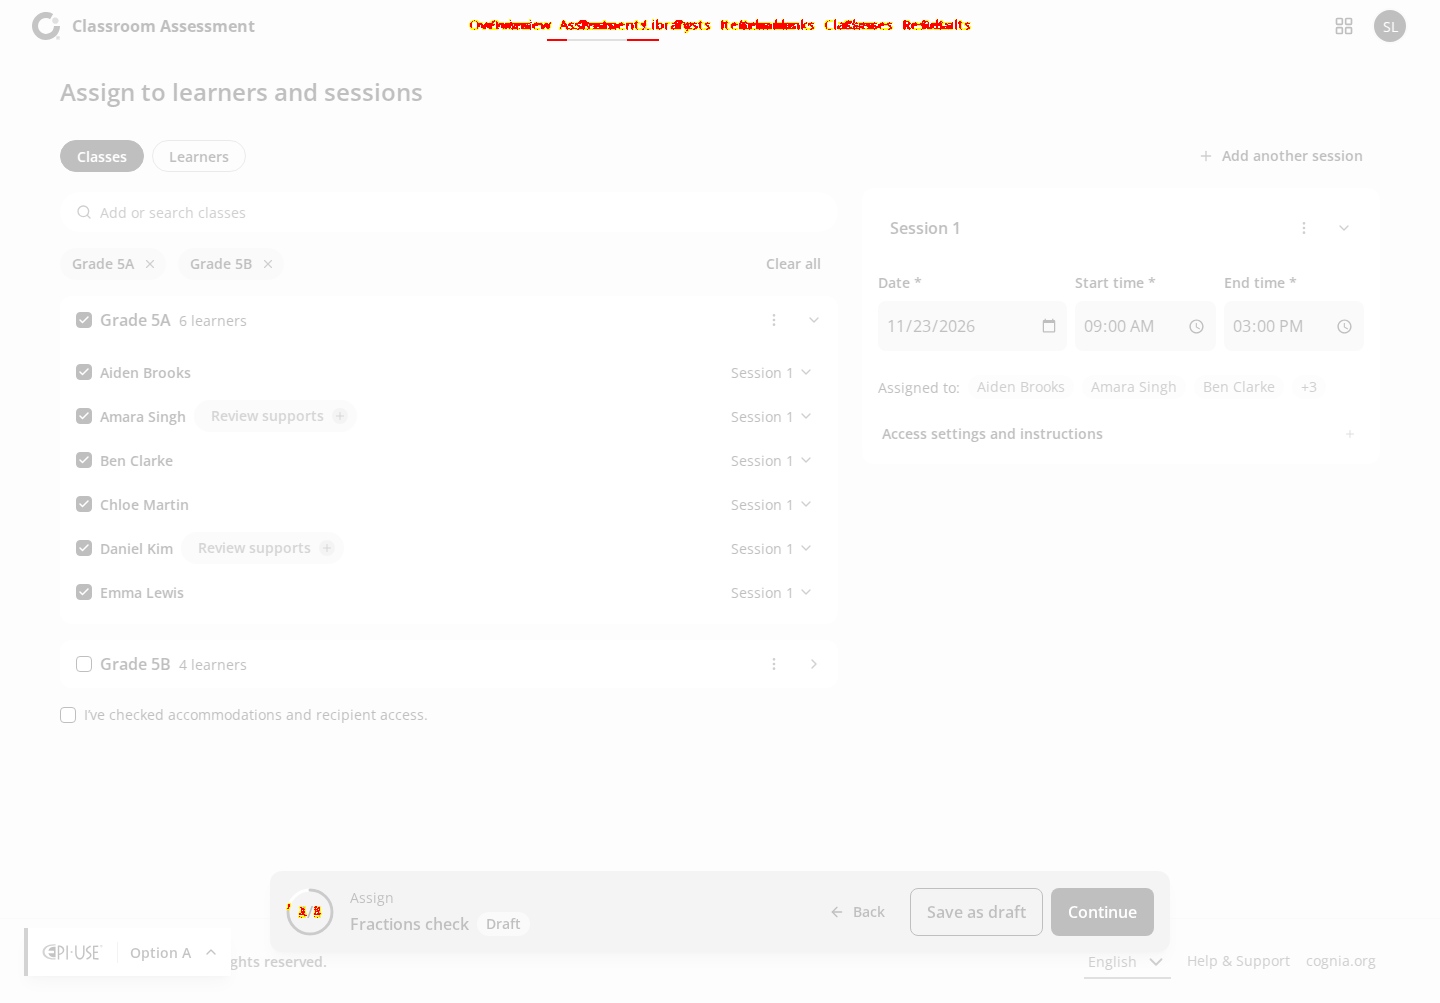 Classroom Assessment
SL
Assign to learners and sessions
Classes Learners
Add another session
Add or search classes
Grade 5A Grade 5B Clear all
Grade 5A 6 learners
Aiden Brooks Session 1
Amara Singh Review supports Session 1
Ben Clarke Session 1
Chloe Martin Session 1
Daniel Kim Review supports Session 1
Emma Lewis Session 1
Grade 5B 4 learners
I've checked accommodations and recipient access.
Session 1
Date * Start time * End time *
11/23/2026 09:00 AM 03:00 PM
Assigned to: Aiden Brooks Amara Singh Ben Clarke +3
Access settings and instructions
Assign
Fractions check Draft
Back Save as draft Continue
EPI·USE Option A
ghts reserved.
English Help & Support cognia.org